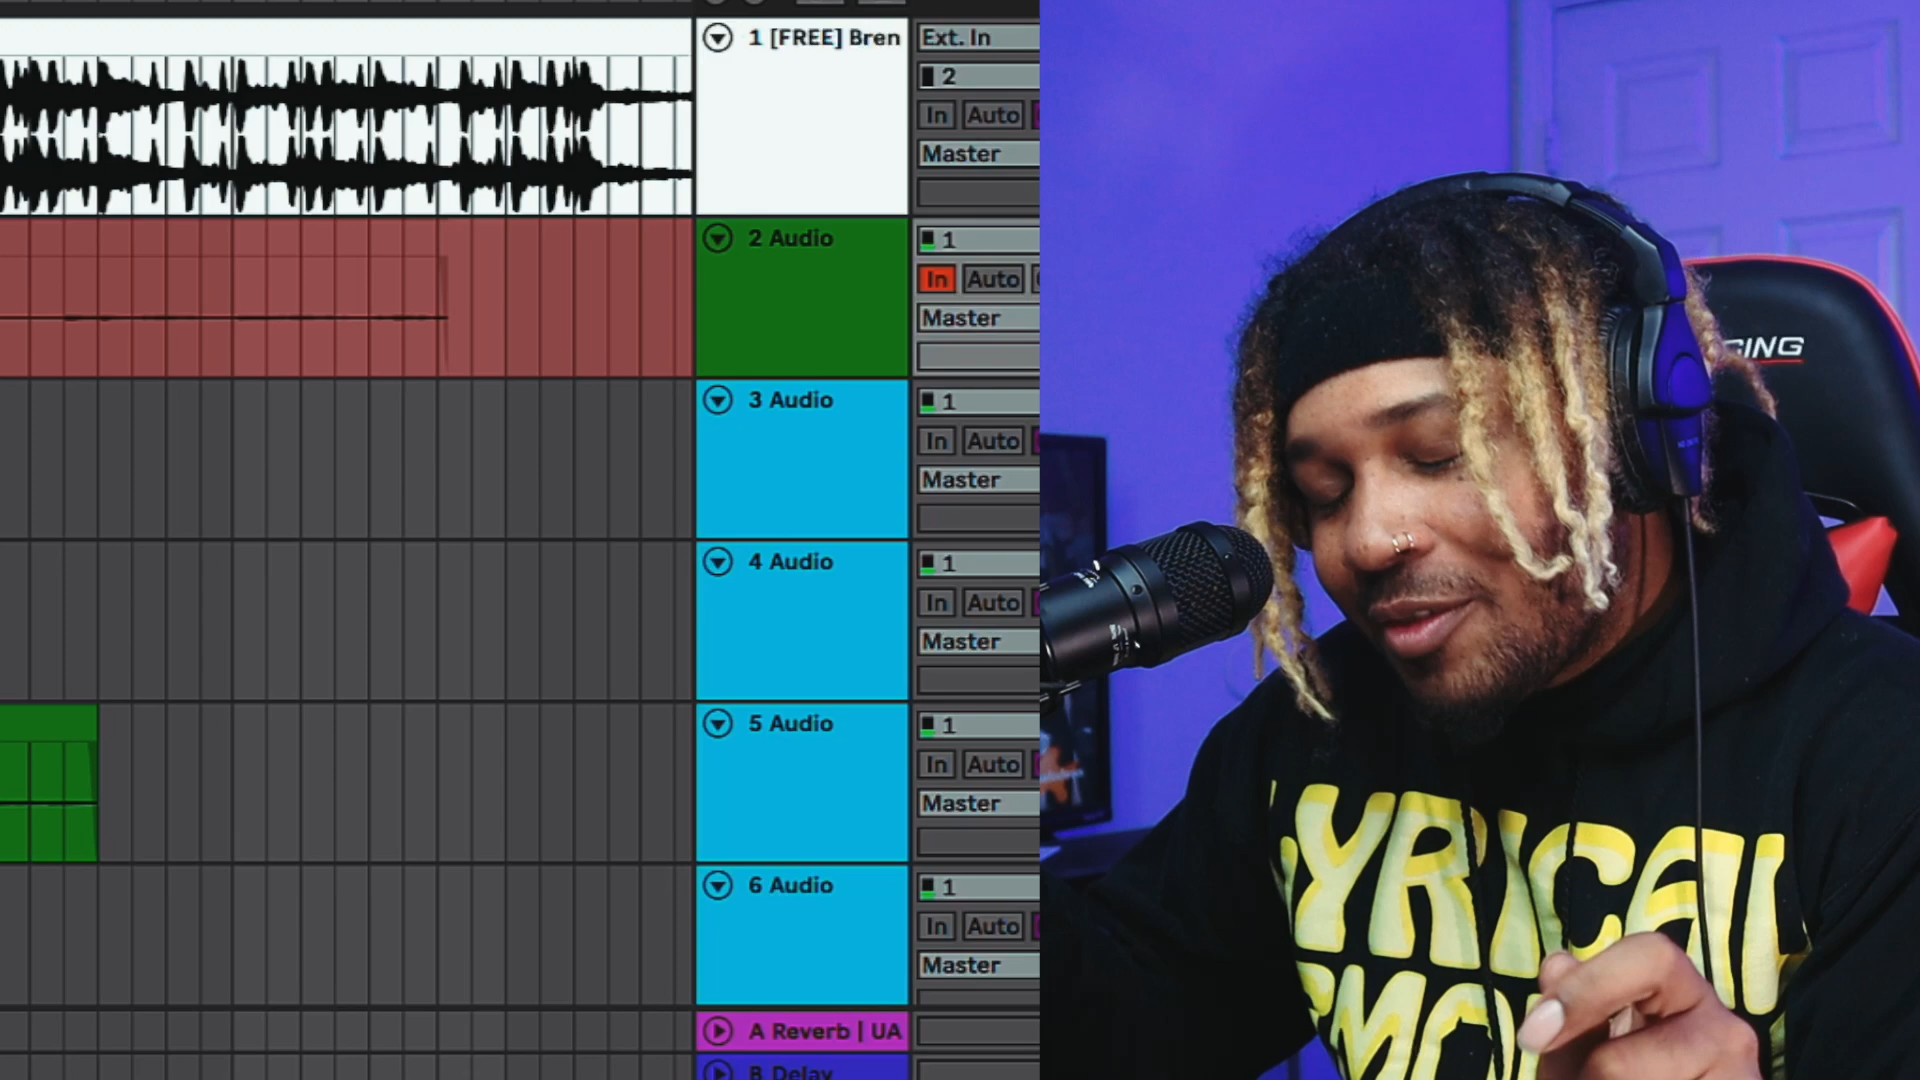 1 [FREE] Bren
Ext. In
2
In Auto
Master
2 Audio
1
In Auto
Master
3 Audio
1
In Auto
Master
4 Audio
1
In Auto
Master
5 Audio
1
In Auto
Master
6 Audio
1
In Auto
Master
A Reverb | UA
B Delay
LYRICAL